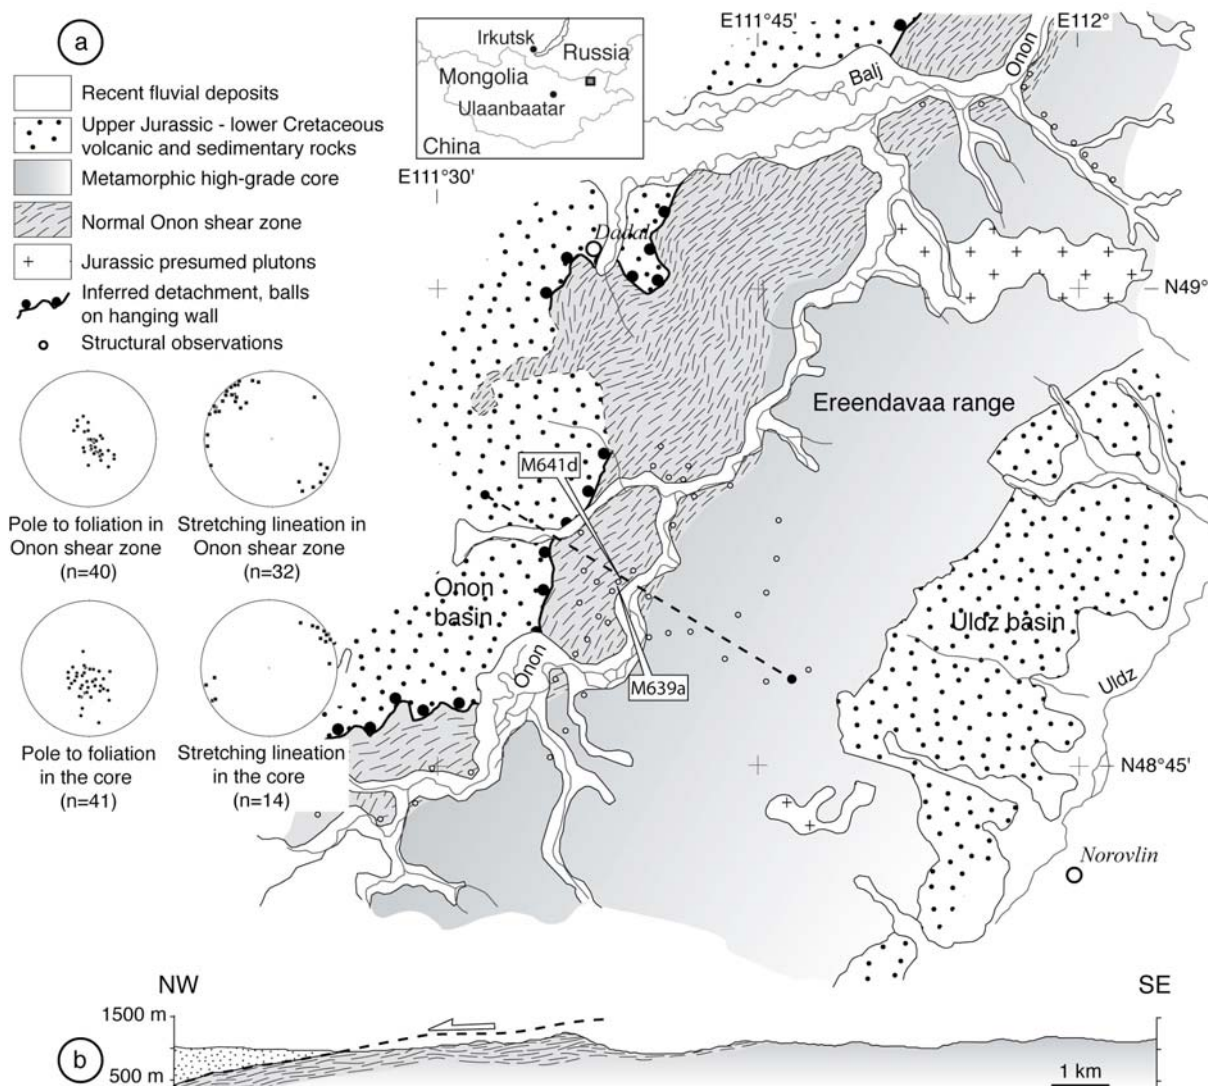 a
Recent fluvial deposits
Upper Jurassic - lower Cretaceous
volcanic and sedimentary rocks
Metamorphic high-grade core
Normal Onon shear zone
+ Jurassic presumed plutons
Inferred detachment, balls
on hanging wall
Structural observations
Pole to foliation in
Onon shear zone
(n=40)
Stretching lineation in
Onon shear zone
(n=32)
Pole to foliation
in the core
(n=41)
Stretching lineation
in the core
(n=14)
Irkutsk
Russia
Mongolia
Ulaanbaatar
China
E111°45'
E112°
E111°30'
Balj
Onon
Dadal
N49°
Ereendavaa range
M641d
Onon
basin
Uldz basin
Onon
M639a
Uldz
N48°45'
Norovlin
NW
SE
1500 m
b
500 m
1 km